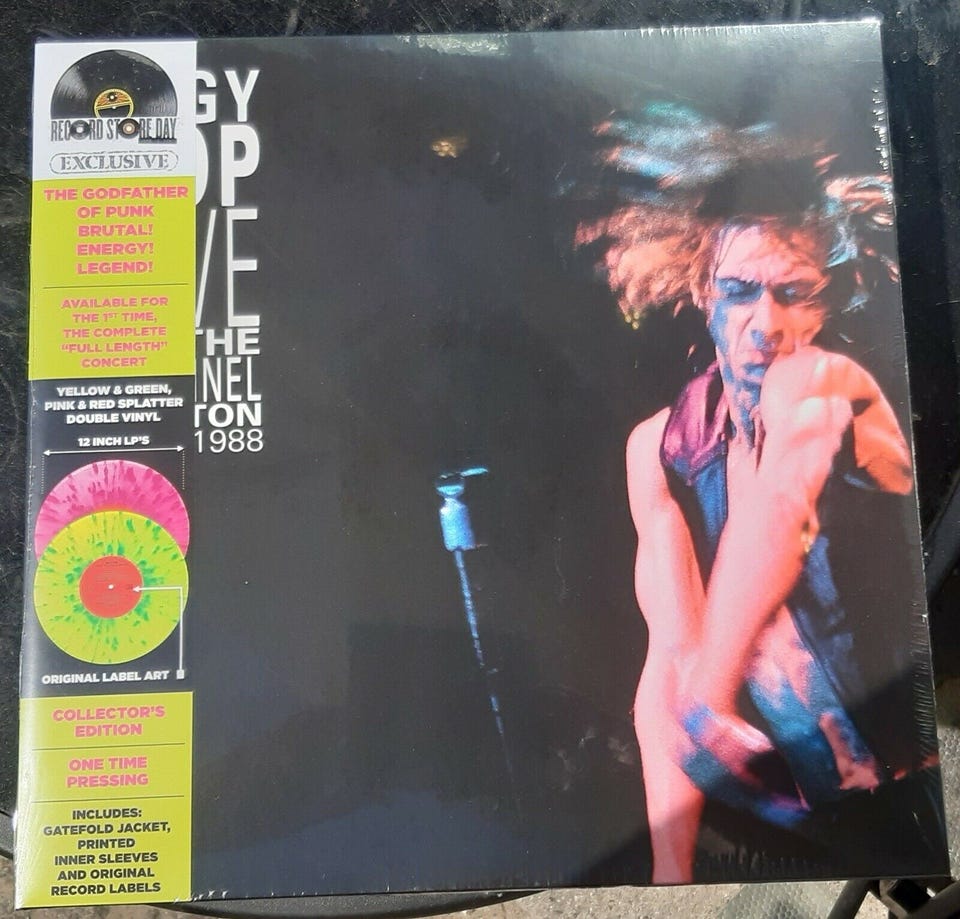 RECORD STORE DAY
EXCLUSIVE
THE GODFATHER
OF PUNK
BRUTAL!
ENERGY!
LEGEND!
AVAILABLE FOR
THE 1ST TIME,
THE COMPLETE
“FULL LENGTH”
CONCERT
YELLOW & GREEN,
PINK & RED SPLATTER
DOUBLE VINYL
12 INCH LP'S
ORIGINAL LABEL ART
COLLECTOR'S
EDITION
ONE TIME
PRESSING
INCLUDES:
GATEFOLD JACKET,
PRINTED
INNER SLEEVES
AND ORIGINAL
RECORD LABELS
GY
OP
VE
THE
NEL
TON
1988